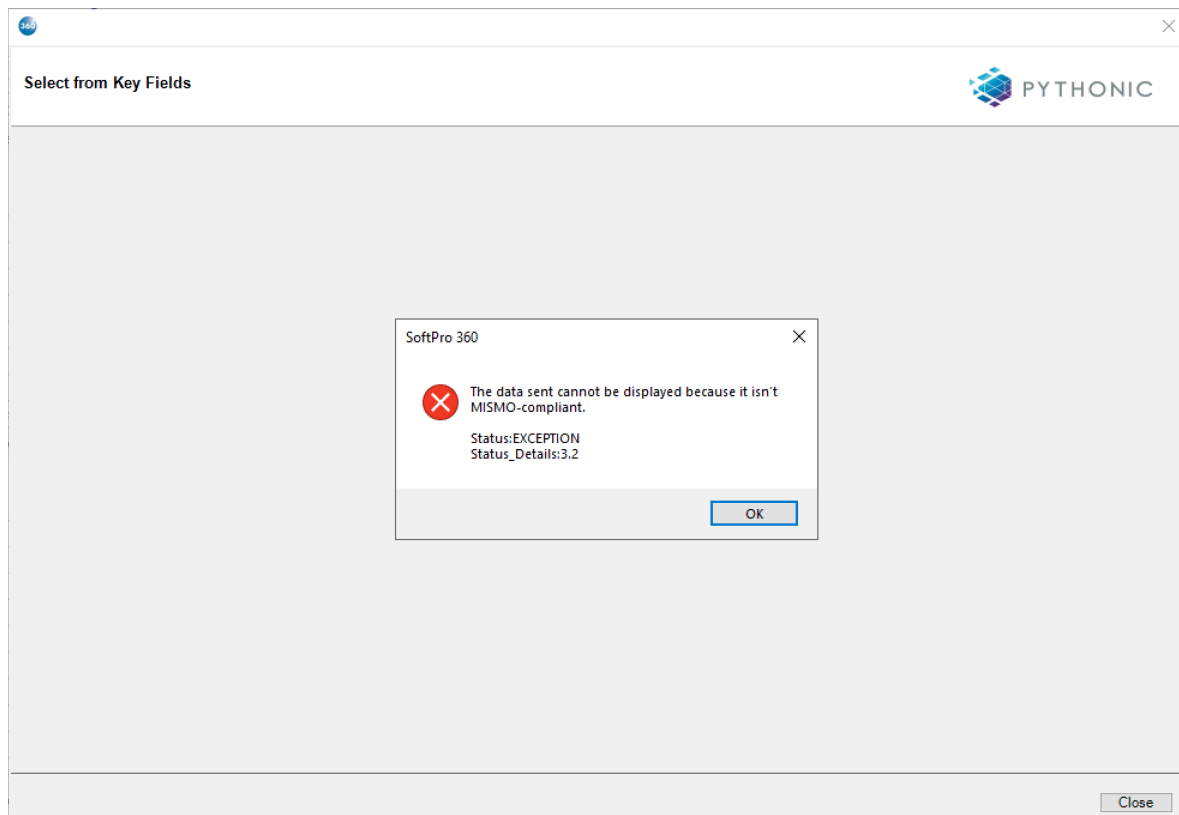 360
Select from Key Fields
PYTHONIC
SoftPro 360
The data sent cannot be displayed because it isn't
MISMO-compliant.
Status:EXCEPTION
Status_Details:3.2
OK
Close